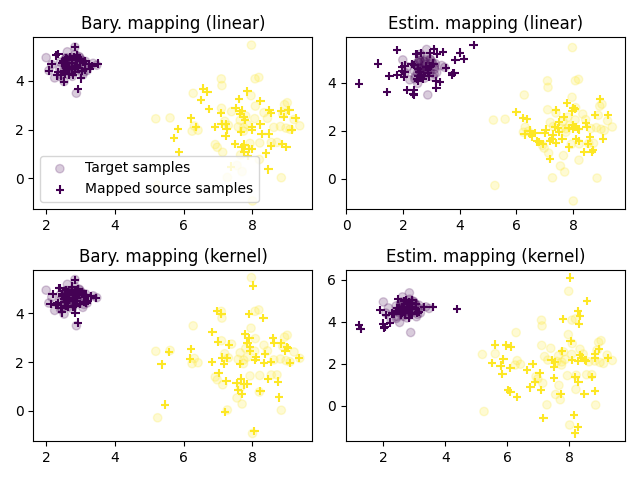 Bary. mapping (linear)
Estim. mapping (linear)
4
2
0
Target samples
Mapped source samples
2 4 6 8
4
2
0
0 2 4 6 8
Bary. mapping (kernel)
Estim. mapping (kernel)
4
2
0
2 4 6 8
6
4
2
0
2 4 6 8